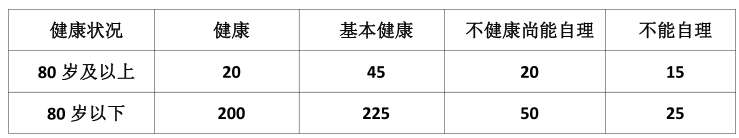 健康状况 健康 基本健康 不健康尚能自理 不能自理
80 岁及以上 20 45 20 15
80 岁以下 200 225 50 25